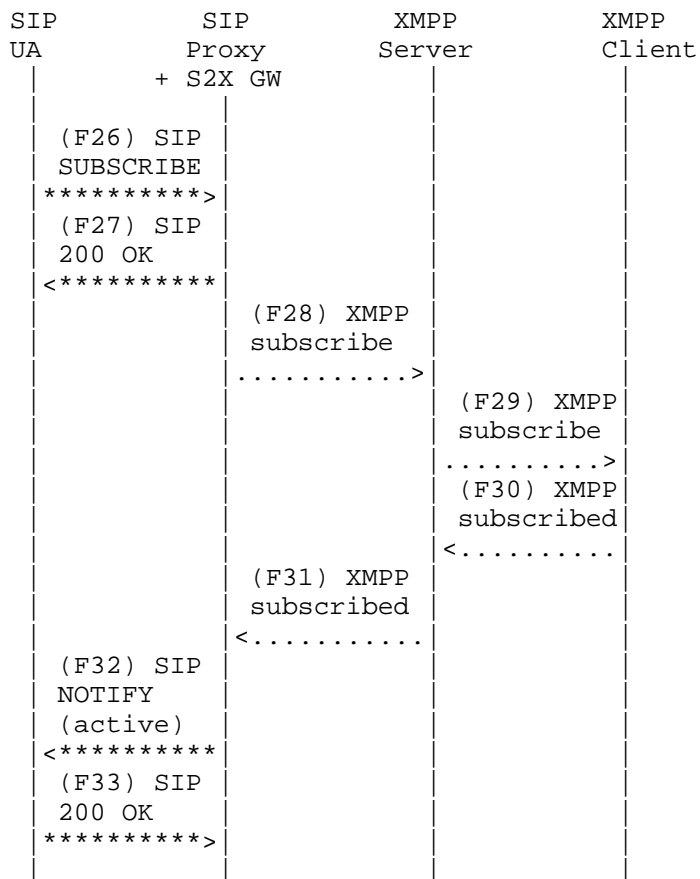 SIP SIP XMPP XMPP
UA Proxy Server Client
+ S2X GW
(F26) SIP
SUBSCRIBE
**********>
(F27) SIP
200 OK
<**********
(F28) XMPP
subscribe
...........>
(F29) XMPP
subscribe
..........>
(F30) XMPP
subscribed
<..........
(F31) XMPP
subscribed
<...........
(F32) SIP
NOTIFY
(active)
<**********
(F33) SIP
200 OK
**********>